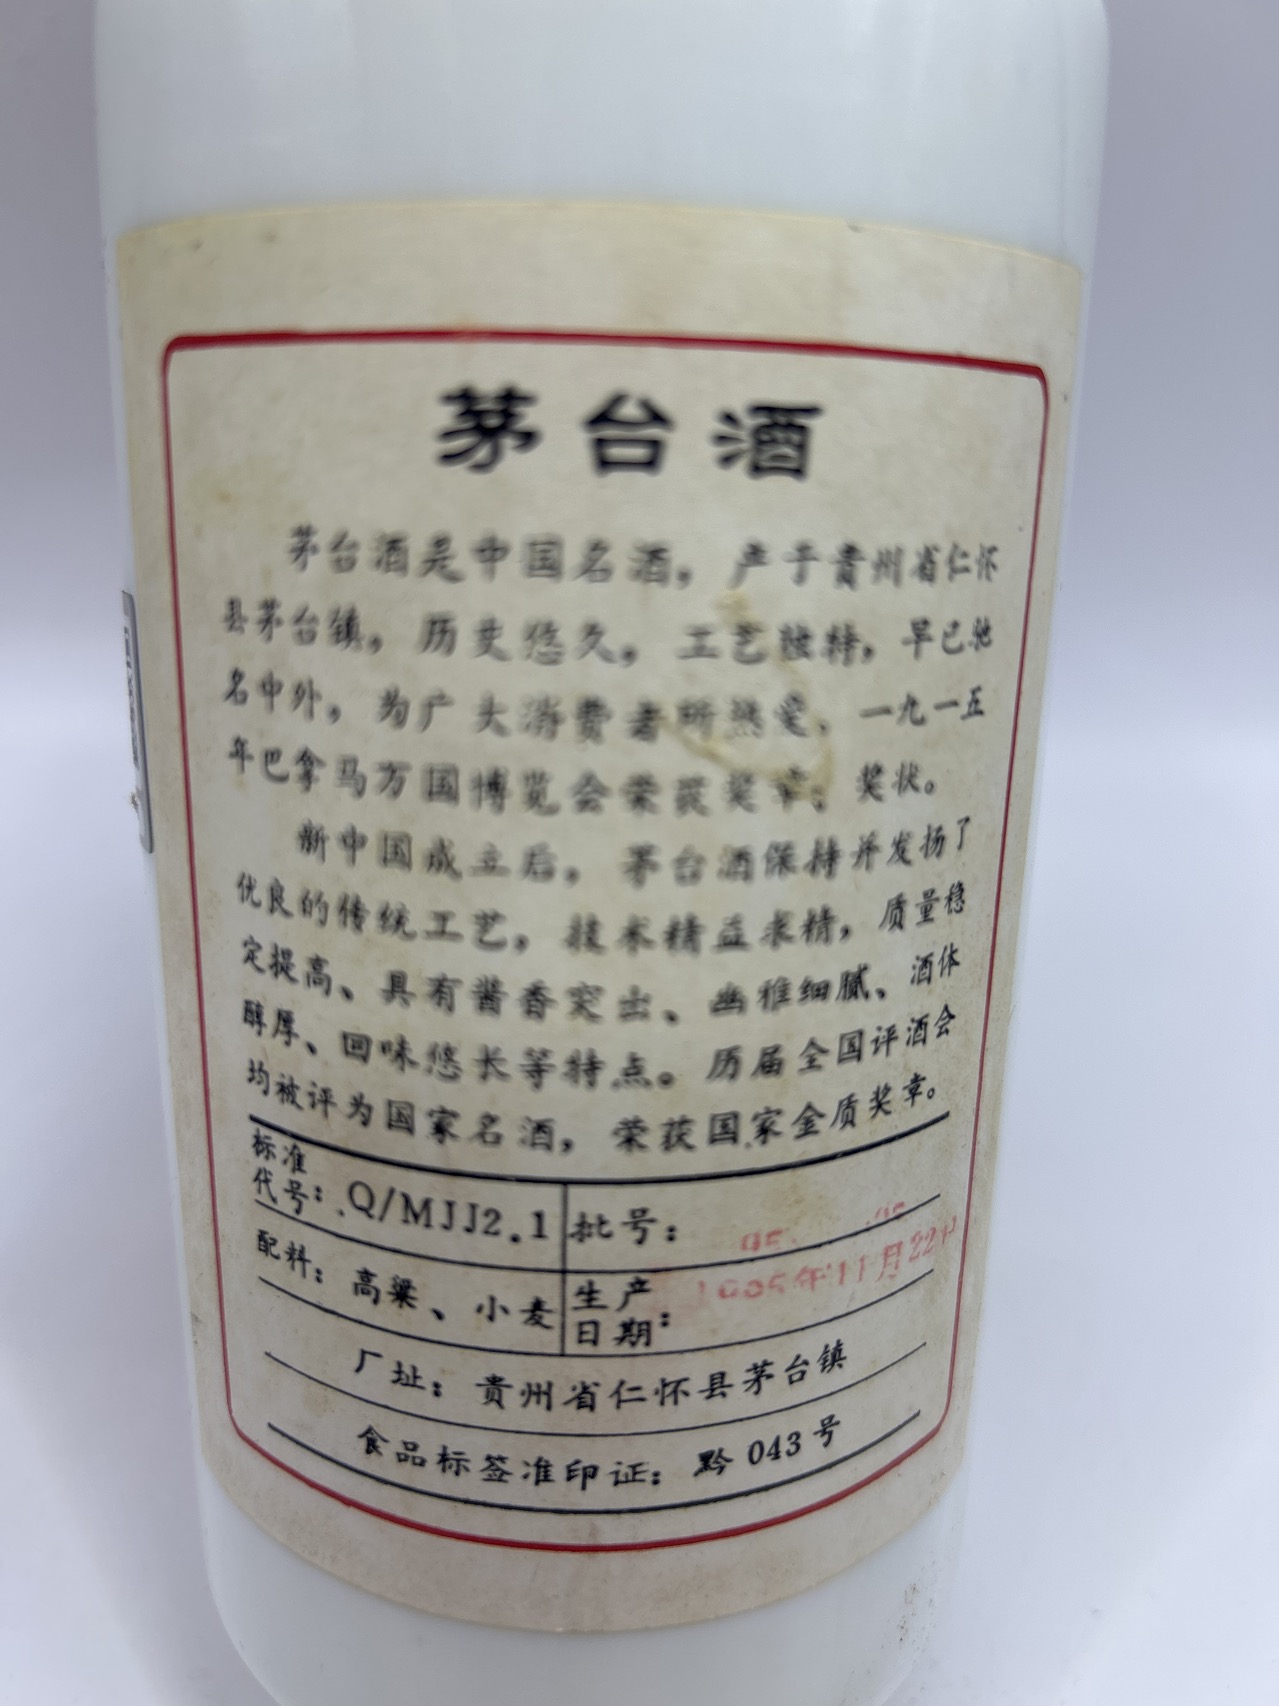 茅台酒
茅台酒是中国名酒，产于贵州省仁怀
县茅台镇，历史悠久，工艺独特，早已驰
名中外，为广大消费者所热爱，一九一五
年巴拿马万国博览会荣获奖章，奖状。
新中国成立后，茅台酒保持并发扬了
优良的传统工艺，技术精益求精，质量稳
定提高、具有酱香突出、幽雅细腻、酒体
醇厚、回味悠长等特点。历届全国评酒会
均被评为国家名酒，荣获国家金质奖章。
标准代号：Q/MJJ2.1
批号：
配料：高粱、小麦
生产日期：1995年11月22
厂址：贵州省仁怀县茅台镇
食品标签准印证：黔043号